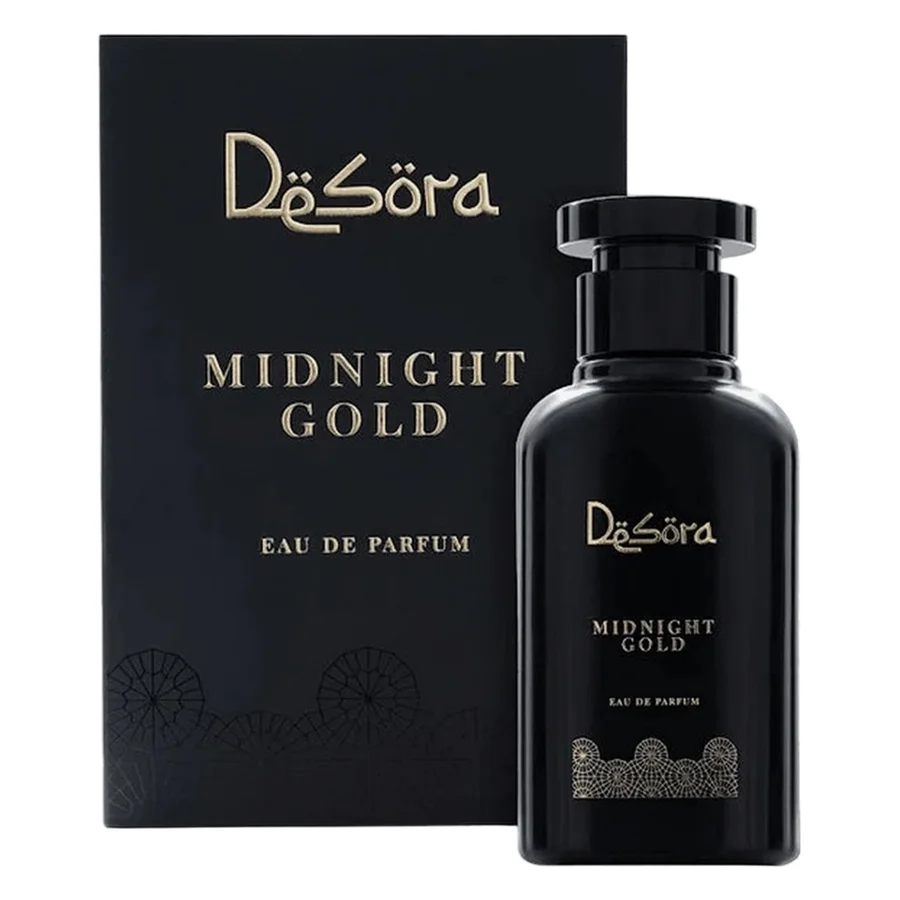 Dësöra
MIDNIGHT
GOLD
EAU DE PARFUM
Dësöra
MIDNIGHT
GOLD
EAU DE PARFUM